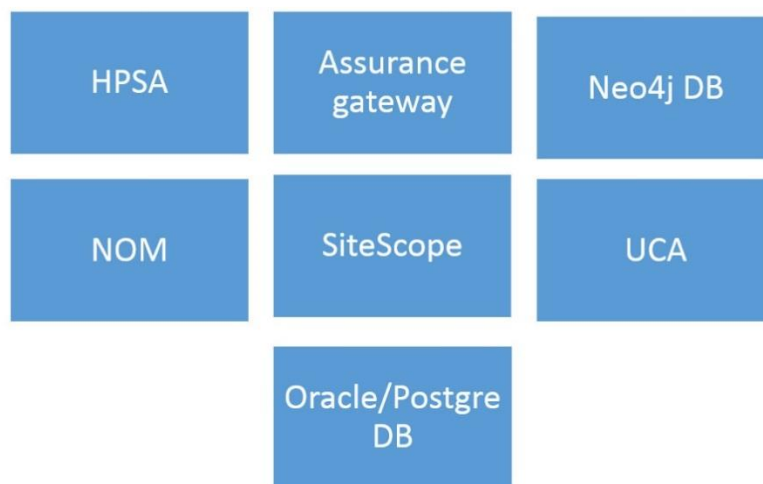 HPSA
Assurance
gateway
Neo4j DB
NOM
SiteScope
UCA
Oracle/Postgre
DB